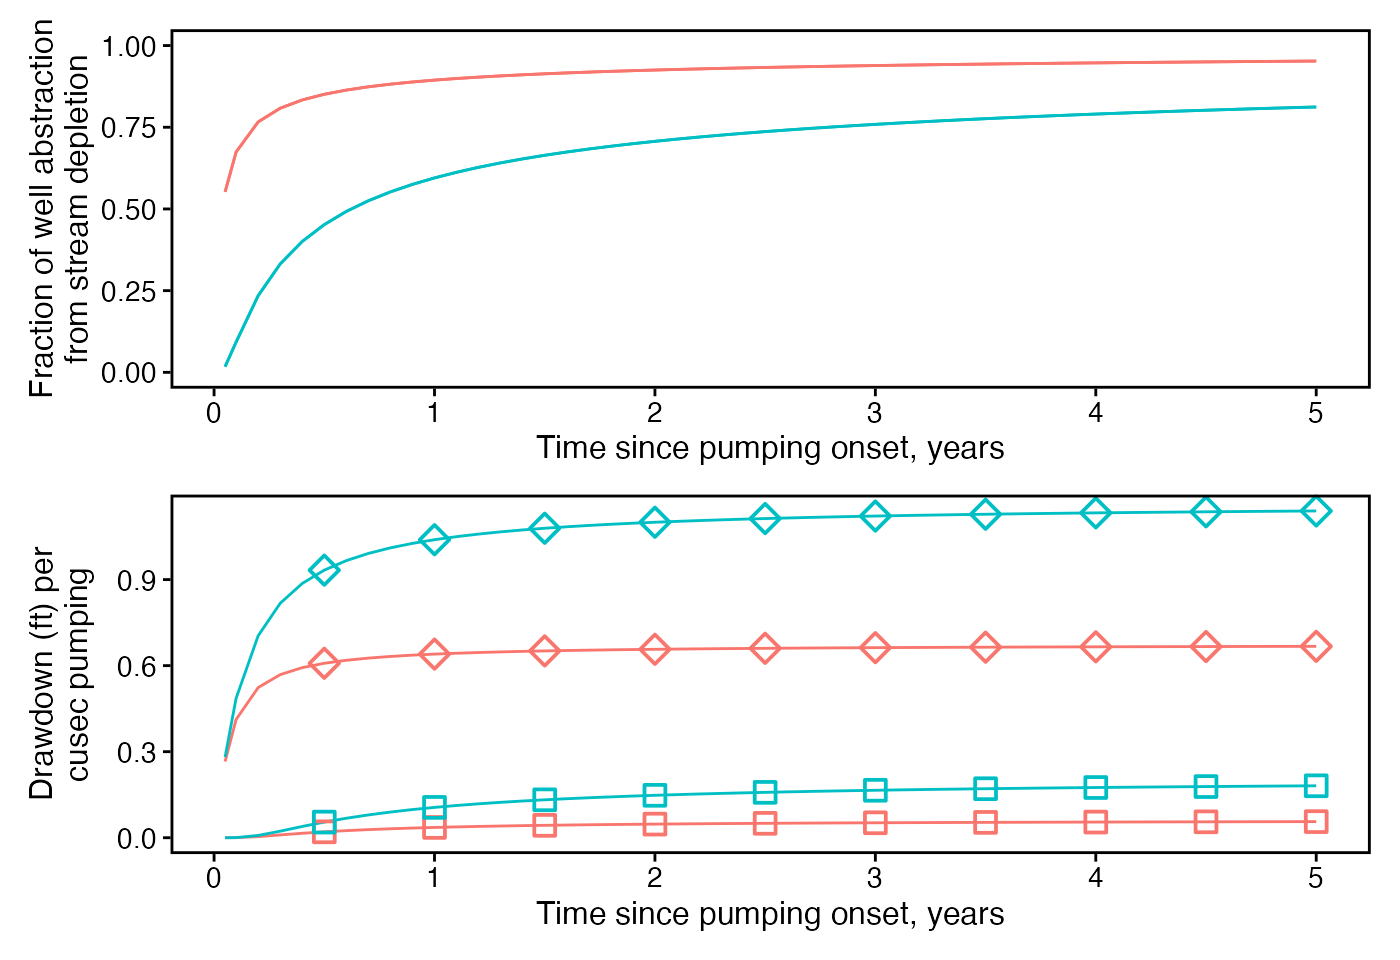 Fraction of well abstraction
from stream depletion
1.00
0.75
0.50
0.25
0.00
0 1 2 3 4 5
Time since pumping onset, years
Drawdown (ft) per
cusec pumping
0.9
0.6
0.3
0.0
0 1 2 3 4 5
Time since pumping onset, years